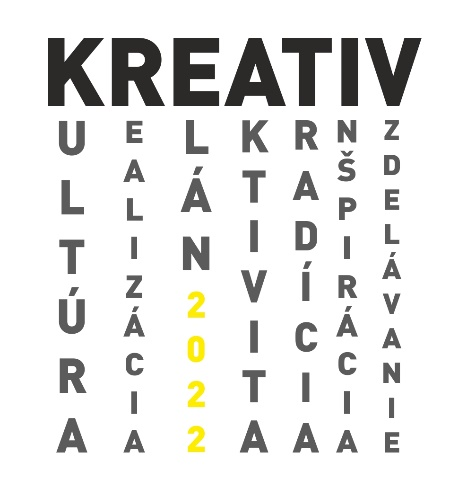 KREATIV
ULTÚRA
EALIZÁCIA
LÁN2022
KTIVITA
RADÍCIA
NŠPIRÁCIA
ZDELÁVANIE